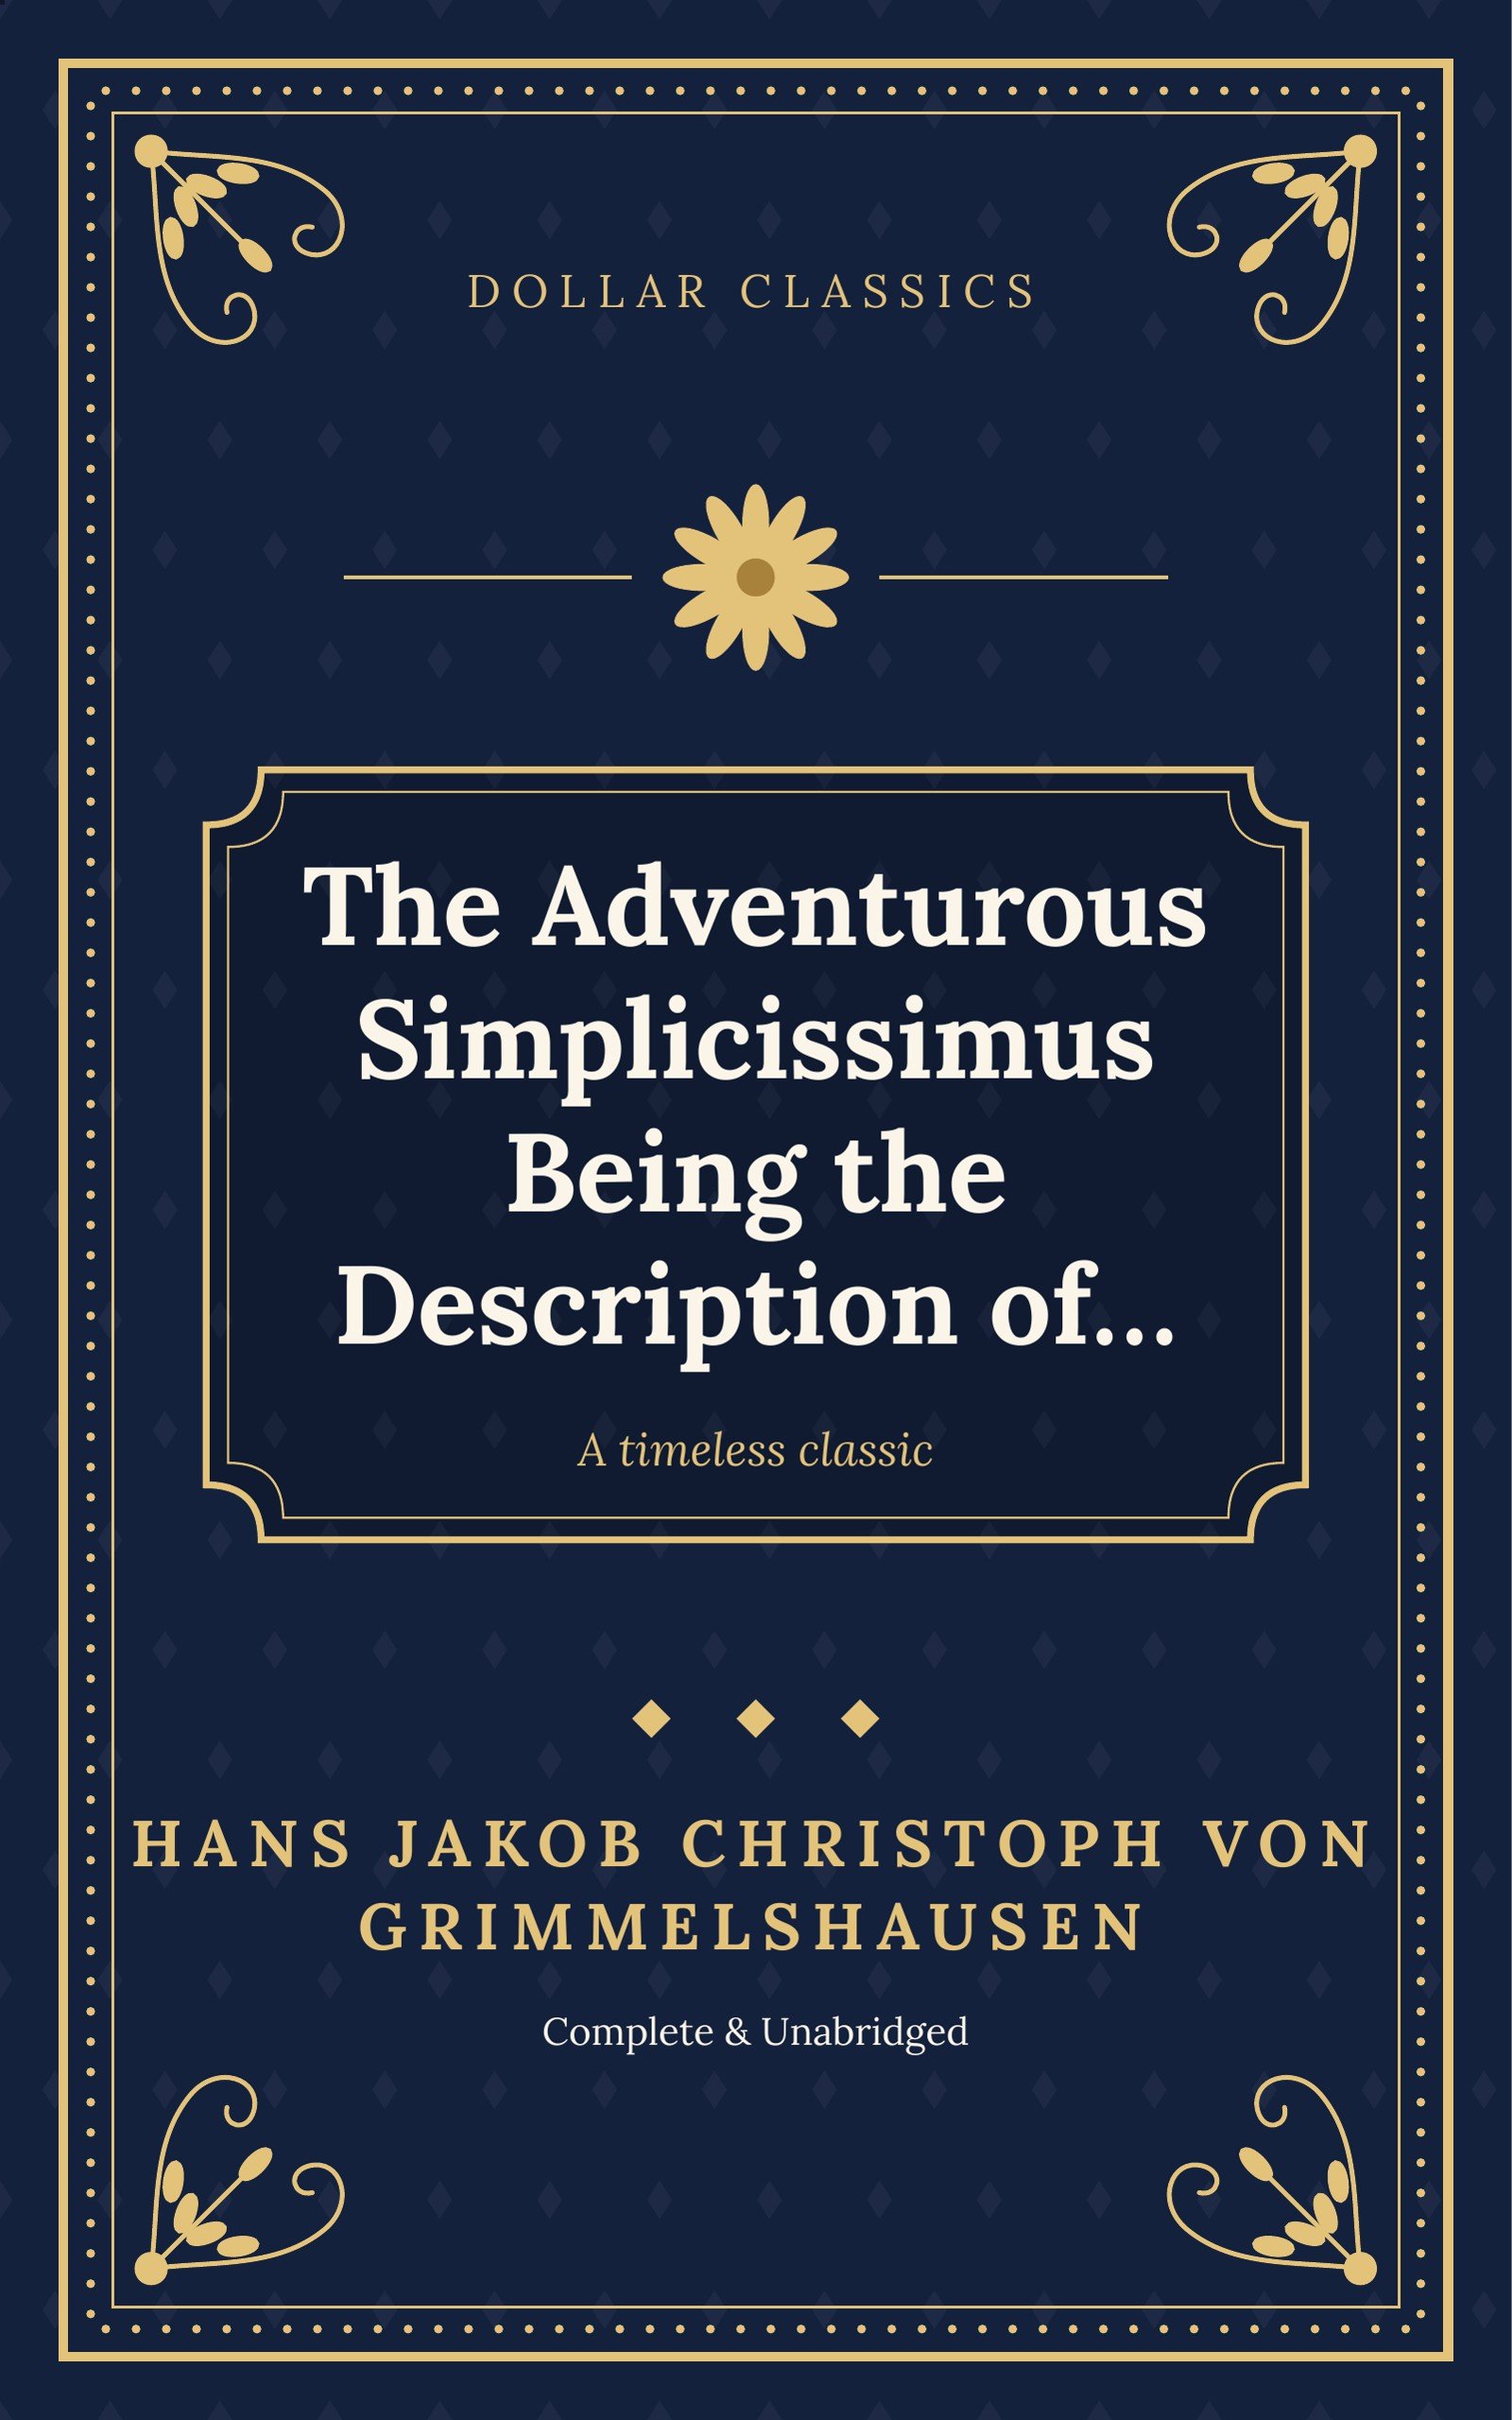 DOLLAR CLASSICS
The Adventurous
Simplicissimus
Being the
Description of...
A timeless classic
HANS JAKOB CHRISTOPH VON
GRIMMELSHAUSEN
Complete & Unabridged